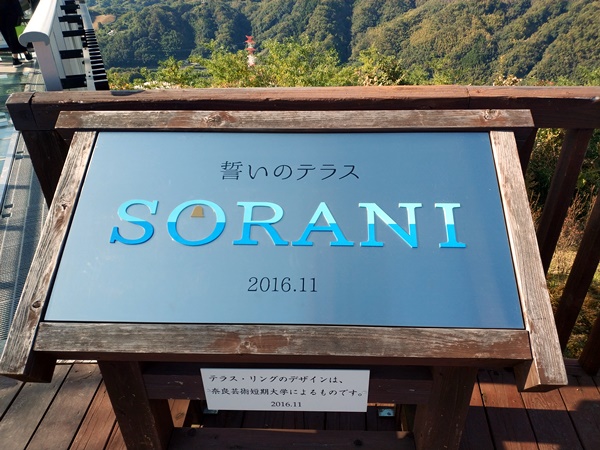 誓いのテラス
SORANI
2016.11
テラス・リングのデザインは、
奈良芸術短期大学によるものです。
2016.11